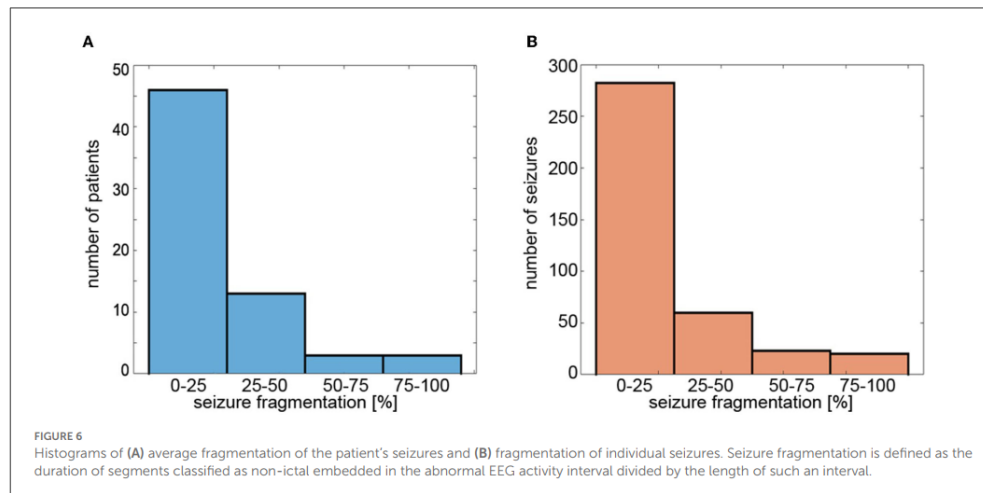 A
50
40
30
20
10
0
number of patients
0-25 25-50 50-75 75-100
seizure fragmentation [%]
B
300
250
200
150
100
50
0
number of seizures
0-25 25-50 50-75 75-100
seizure fragmentation [%]
FIGURE 6
Histograms of (A) average fragmentation of the patient's seizures and (B) fragmentation of individual seizures. Seizure fragmentation is defined as the
duration of segments classified as non-ictal embedded in the abnormal EEG activity interval divided by the length of such an interval.